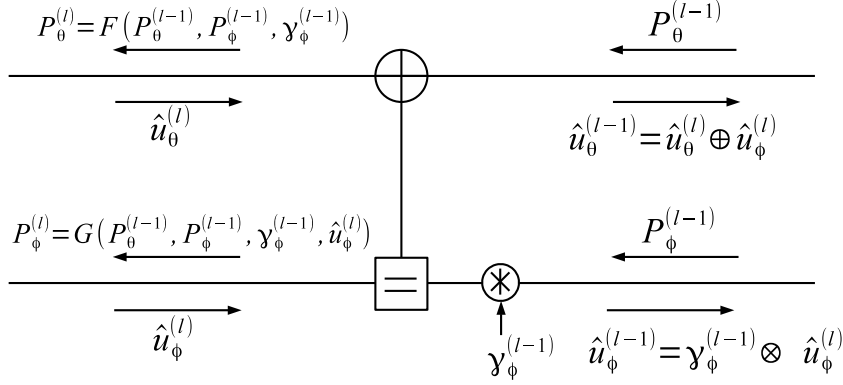 P_θ^(l) = F(P_θ^(l−1), P_ϕ^(l−1), γ_ϕ^(l−1))
P_θ^(l−1)
û_θ^(l)
û_θ^(l−1) = û_θ^(l) ⊕ û_ϕ^(l)
P_ϕ^(l) = G(P_θ^(l−1), P_ϕ^(l−1), γ_ϕ^(l−1), û_ϕ^(l))
P_ϕ^(l−1)
=
*
û_ϕ^(l)
γ_ϕ^(l−1)
û_ϕ^(l−1) = γ_ϕ^(l−1) ⊗ û_ϕ^(l)